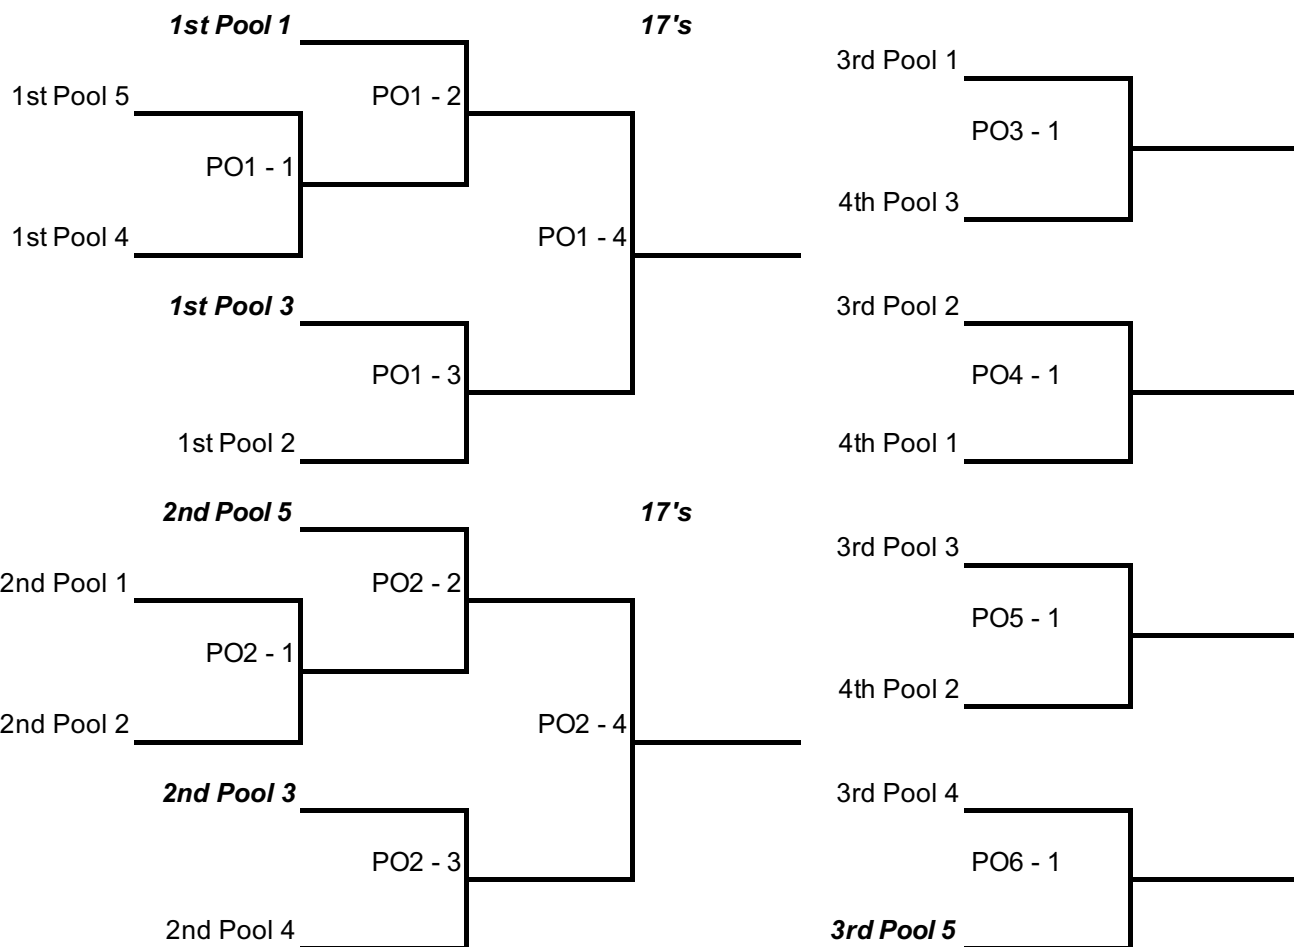 1st Pool 1
17's
3rd Pool 1
1st Pool 5
PO1 - 2
PO3 - 1
PO1 - 1
4th Pool 3
1st Pool 4
PO1 - 4
1st Pool 3
3rd Pool 2
PO1 - 3
PO4 - 1
1st Pool 2
4th Pool 1
2nd Pool 5
17's
3rd Pool 3
2nd Pool 1
PO2 - 2
PO5 - 1
PO2 - 1
4th Pool 2
2nd Pool 2
PO2 - 4
2nd Pool 3
3rd Pool 4
PO2 - 3
PO6 - 1
2nd Pool 4
3rd Pool 5